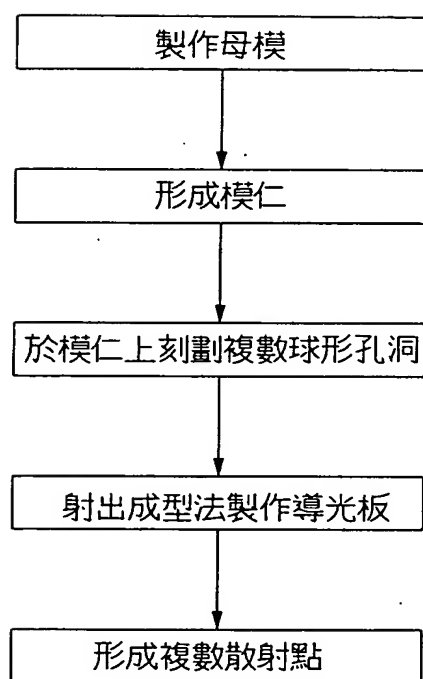 製作母模
形成模仁
於模仁上刻劃複數球形孔洞
射出成型法製作導光板
形成複數散射點